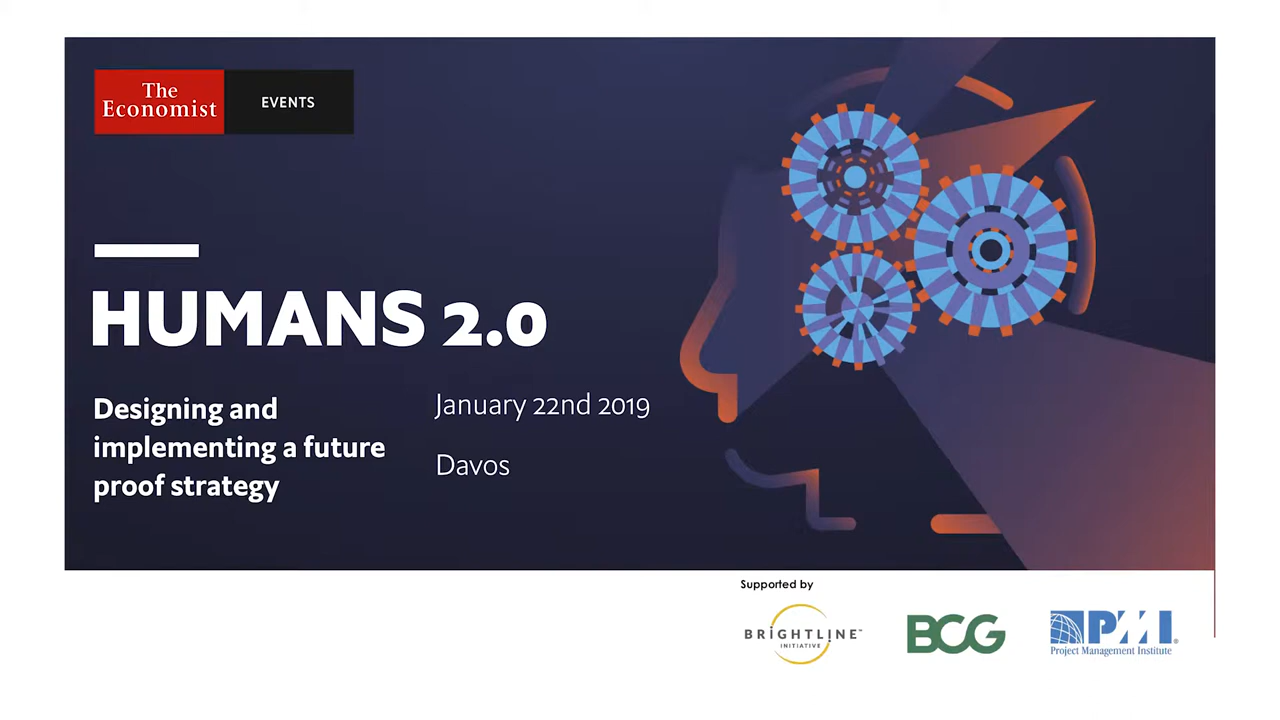 The
Economist
EVENTS
HUMANS 2.0
Designing and
implementing a future
proof strategy
January 22nd 2019
Davos
Supported by
BRIGHTLINE™
INITIATIVE
BCG
PMI®
Project Management Institute